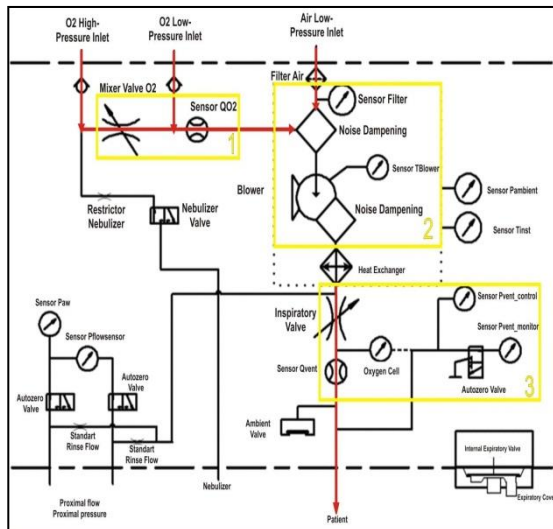 O2 High-
Pressure Inlet
O2 Low-
Pressure Inlet
Air Low-
Pressure Inlet
Filter Air
Mixer Valve O2
Sensor QO2
1
Sensor Filter
Noise Dampening
Sensor TBlower
Blower
Noise Dampening
2
Sensor Pambient
Sensor Tinst
Restrictor
Nebulizer
Nebulizer
Valve
Heat Exchanger
Sensor Paw
Sensor Pflowsensor
Inspiratory
Valve
Sensor Pvent_control
Sensor Pvent_monitor
Sensor Qvent
Oxygen Cell
Autozero Valve
3
Autozero
Valve
Autozero
Valve
Ambient
Valve
Standart
Rinse Flow
Standart
Rinse Flow
Internal Expiratory Valve
Expiratory Cover
Nebulizer
Proximal flow
Proximal pressure
Patient